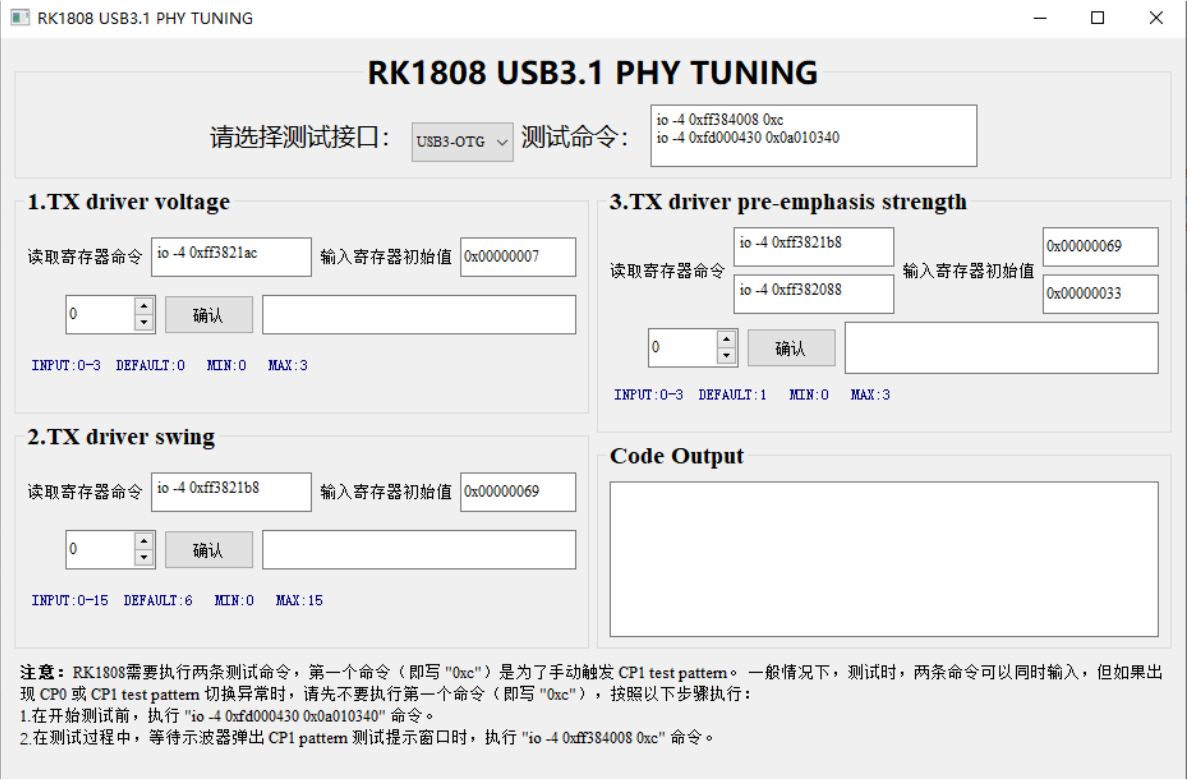 RK1808 USB3.1 PHY TUNING
RK1808 USB3.1 PHY TUNING
请选择测试接口： USB3-OTG 测试命令：
io -4 0xff384008 0xc
io -4 0xfd000430 0x0a010340
1.TX driver voltage
读取寄存器命令 io -4 0xff3821ac 输入寄存器初始值 0x00000007
0 确认
INPUT:0-3 DEFAULT:0 MIN:0 MAX:3
2.TX driver swing
读取寄存器命令 io -4 0xff3821b8 输入寄存器初始值 0x00000069
0 确认
INPUT:0-15 DEFAULT:6 MIN:0 MAX:15
3.TX driver pre-emphasis strength
io -4 0xff3821b8 0x00000069
读取寄存器命令 输入寄存器初始值
io -4 0xff382088 0x00000033
0 确认
INPUT:0-3 DEFAULT:1 MIN:0 MAX:3
Code Output
注意：RK1808需要执行两条测试命令，第一个命令（即写 "0xc"）是为了手动触发 CP1 test pattern。一般情况下，测试时，两条命令可以同时输入，但如果出
现 CP0 或 CP1 test pattern 切换异常时，请先不要执行第一个命令（即写 "0xc"），按照以下步骤执行：
1.在开始测试前，执行 "io -4 0xfd000430 0x0a010340" 命令。
2.在测试过程中，等待示波器弹出 CP1 pattern 测试提示窗口时，执行 "io -4 0xff384008 0xc" 命令。